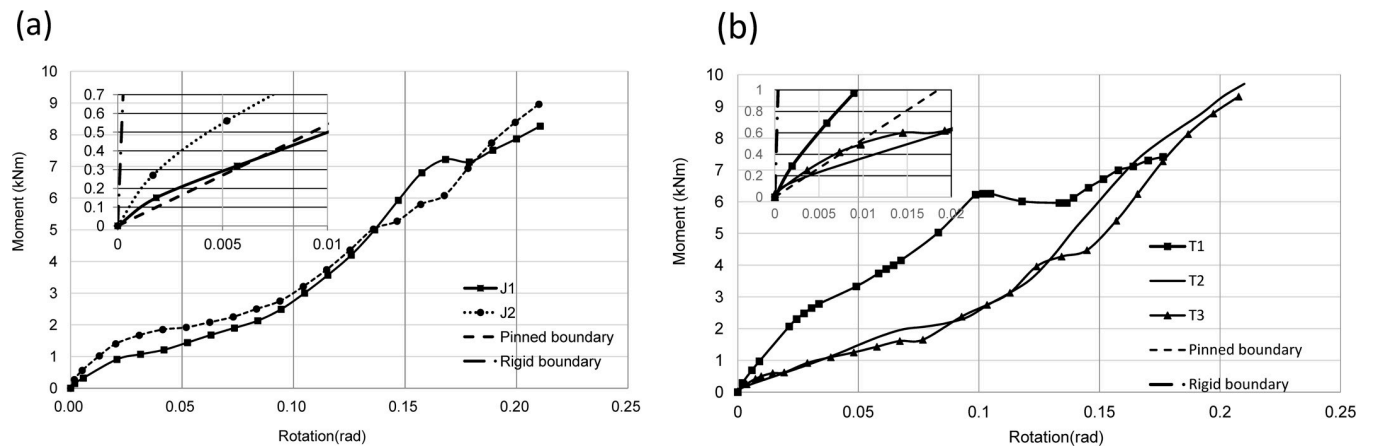 (a)
10
9
8
7
6
5
4
3
2
1
0
Moment (kNm)
0.00 0.05 0.10 0.15 0.20 0.25
Rotation(rad)
0.7
0.6
0.5
0.4
0.3
0.2
0.1
0
0 0.005 0.01
J1
J2
Pinned boundary
Rigid boundary
(b)
10
9
8
7
6
5
4
3
2
1
0
Moment (kNm)
0 0.05 0.1 0.15 0.2 0.25
Rotation(rad)
1
0.8
0.6
0.4
0.2
0
0 0.005 0.01 0.015 0.02
T1
T2
T3
Pinned boundary
Rigid boundary